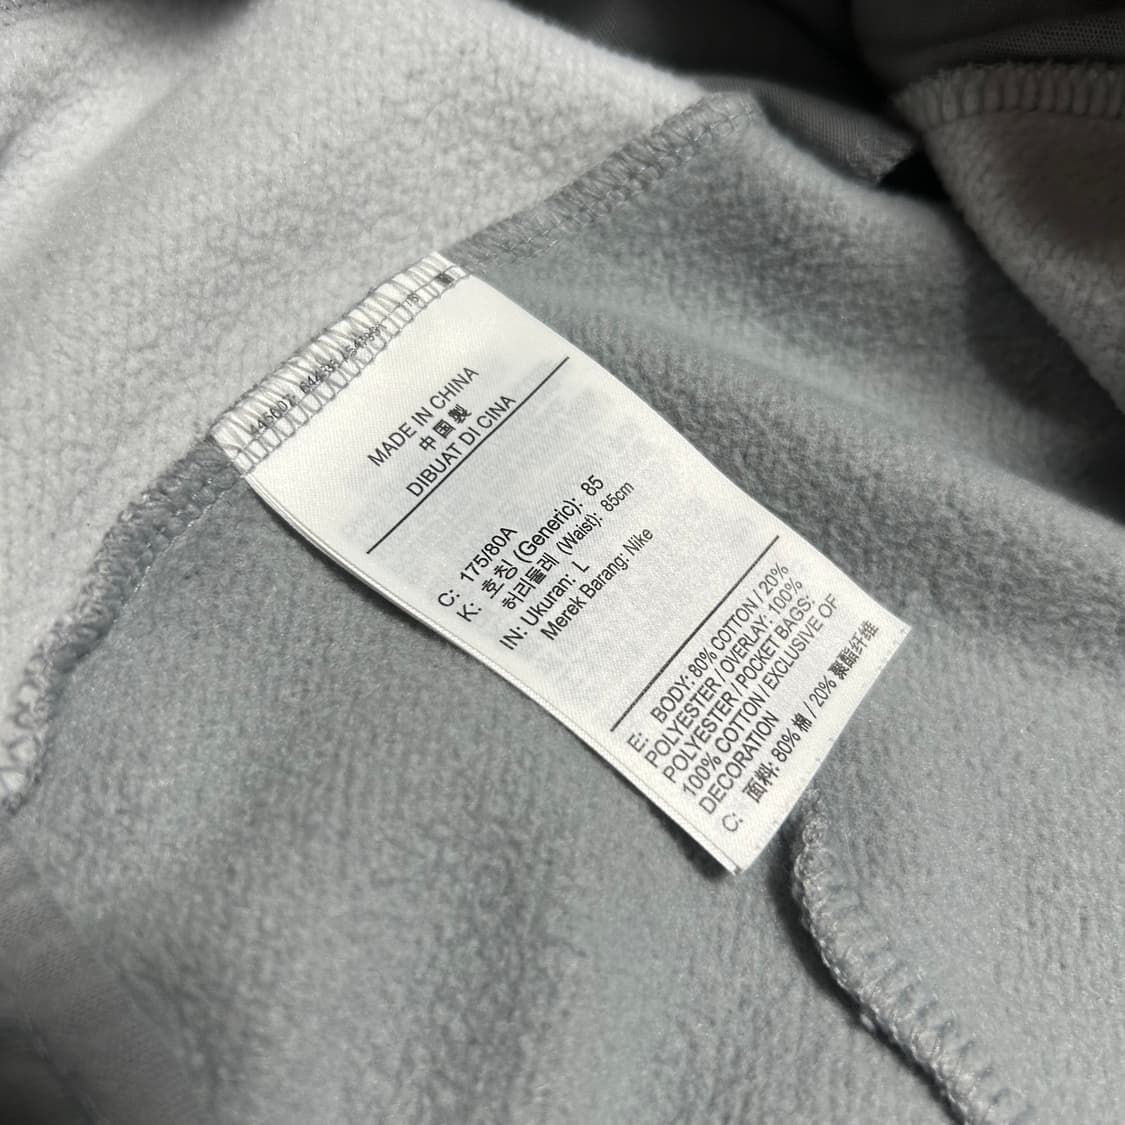 MADE IN CHINA
中国製
DIBUAT DI CINA
C: 175/80A
K: 호칭 (Generic): 85
허리둘레 (Waist): 85cm
IN: Ukuran: L
Merek Barang: Nike
E: BODY: 80% COTTON / 20%
POLYESTER / OVERLAY: 100%
POLYESTER / POCKET BAGS:
100% COTTON / EXCLUSIVE OF
DECORATION
C: 面料: 80% 棉 / 20% 聚酯纤维